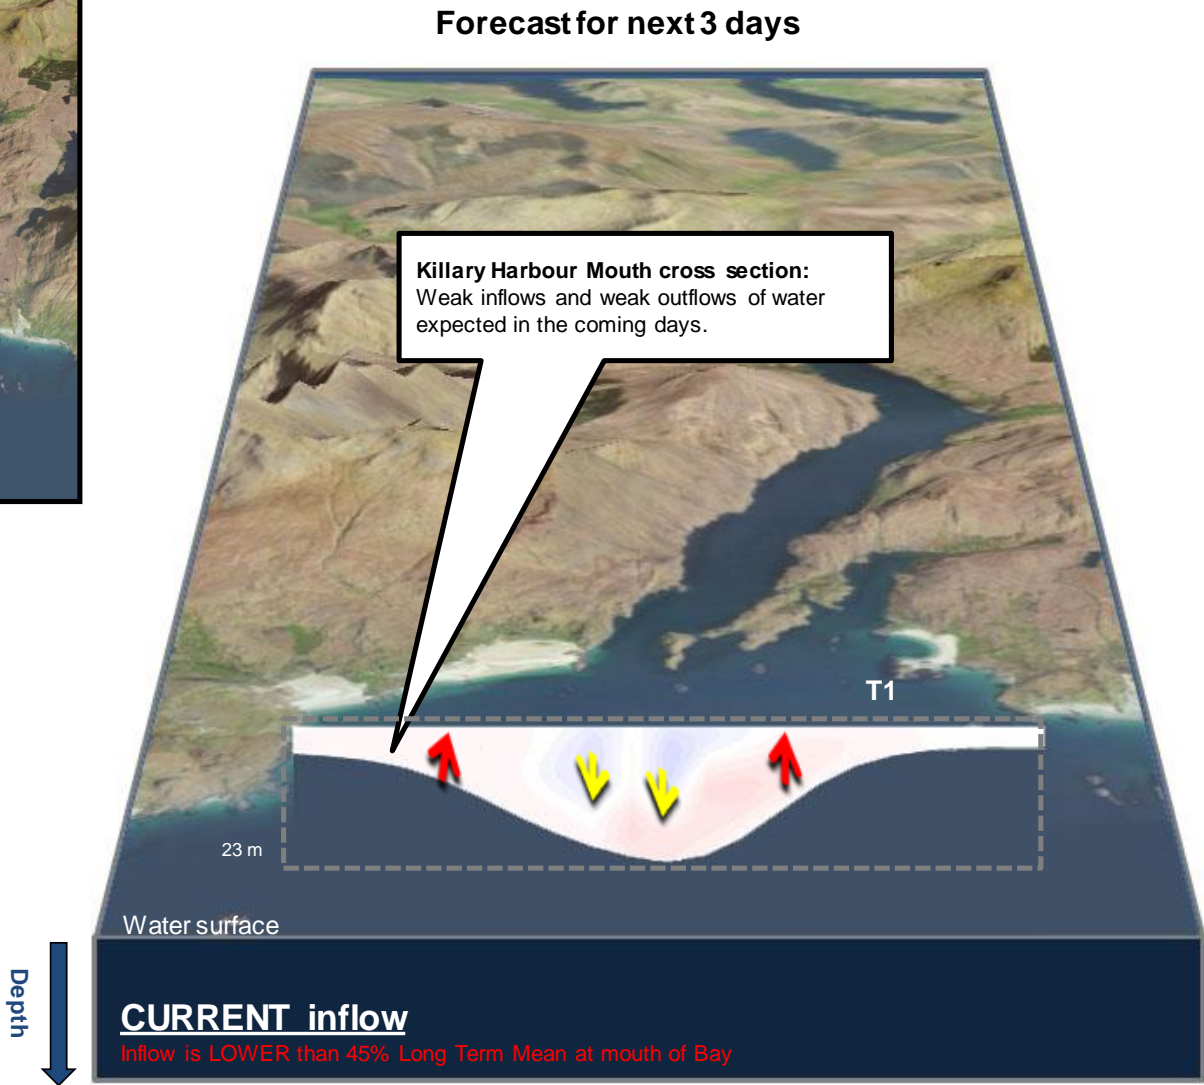 Forecast for next 3 days
Killary Harbour Mouth cross section:
Weak inflows and weak outflows of water
expected in the coming days.
T1
23 m
Water surface
Depth
CURRENT inflow
Inflow is LOWER than 45% Long Term Mean at mouth of Bay